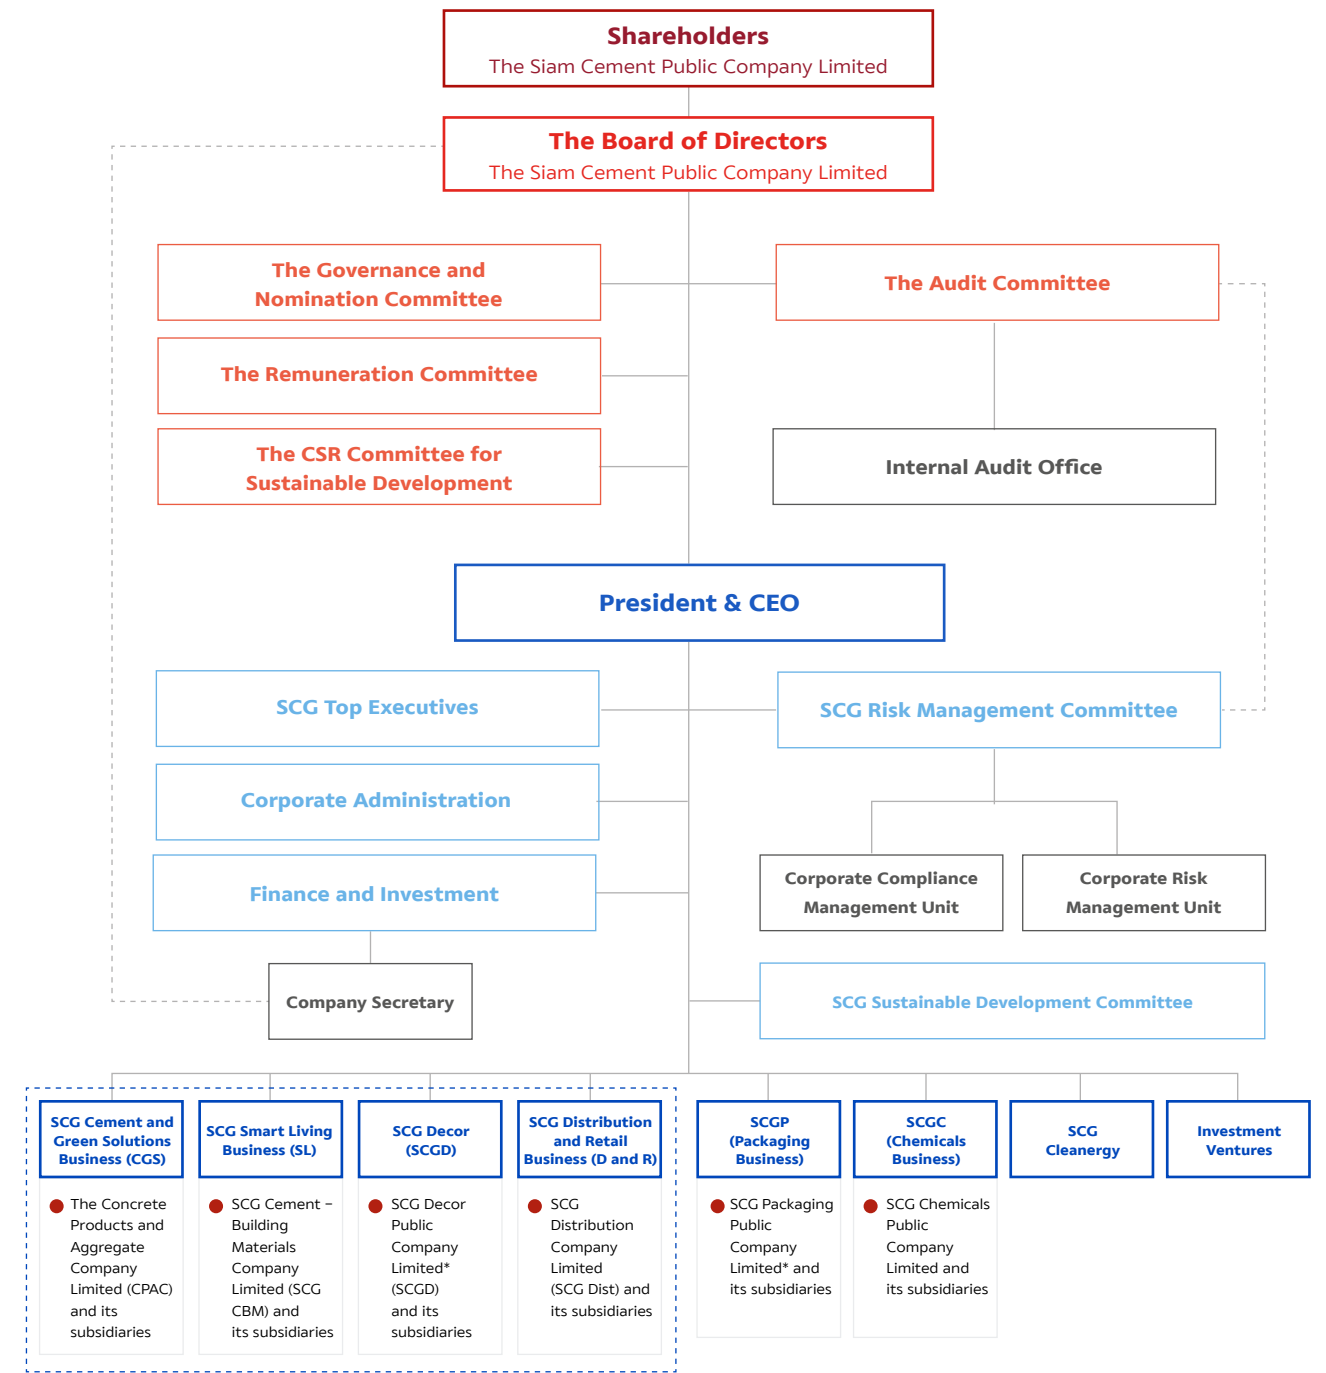 Shareholders
The Siam Cement Public Company Limited
The Board of Directors
The Siam Cement Public Company Limited
The Governance and
Nomination Committee
The Audit Committee
The Remuneration Committee
The CSR Committee for
Sustainable Development
Internal Audit Office
President & CEO
SCG Top Executives
SCG Risk Management Committee
Corporate Administration
Finance and Investment
Corporate Compliance
Management Unit
Corporate Risk
Management Unit
Company Secretary
SCG Sustainable Development Committee
SCG Cement and
Green Solutions
Business (CGS)
SCG Smart Living
Business (SL)
SCG Decor
(SCGD)
SCG Distribution
and Retail
Business (D and R)
SCGP
(Packaging
Business)
SCGC
(Chemicals
Business)
SCG
Cleanergy
Investment
Ventures
The Concrete
Products and
Aggregate
Company
Limited (CPAC)
and its
subsidiaries
SCG Cement –
Building
Materials
Company
Limited (SCG
CBM) and
its subsidiaries
SCG Decor
Public
Company
Limited*
(SCGD)
and its
subsidiaries
SCG
Distribution
Company
Limited
(SCG Dist) and
its subsidiaries
SCG Packaging
Public
Company
Limited* and
its subsidiaries
SCG Chemicals
Public
Company
Limited and
its subsidiaries